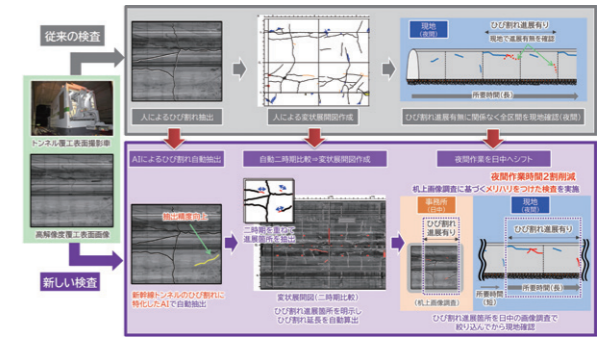 従来の検査
トンネル覆工表面撮影車
高解像度覆工表面画像
新しい検査
人によるひび割れ抽出
人による変状展開図作成
現地
(夜間)
ひび割れ進展有り
現地で進展有無を確認
所要時間(長)
ひび割れ進展有無に関係なく全区間を現地確認(夜間)
AIによるひび割れ自動抽出
抽出精度向上
新幹線トンネルのひび割れに
特化したAIで自動抽出
自動二時期比較⇒変状展開図作成
二時期を重ねて
進展箇所を抽出
変状展開図(二時期比較)
ひび割れ進展箇所を明示し
ひび割れ延長を自動算出
夜間作業を日中へシフト
夜間作業時間2割削減
机上画像調査に基づくメリハリをつけた検査を実施
事務所
(日中)
ひび割れ
進展有り
(机上画像調査)
現地
(夜間)
ひび割れ進展有り
所要時間
(短)
所要時間(長)
ひび割れ進展箇所を日中の画像調査で
絞り込んでから現地確認